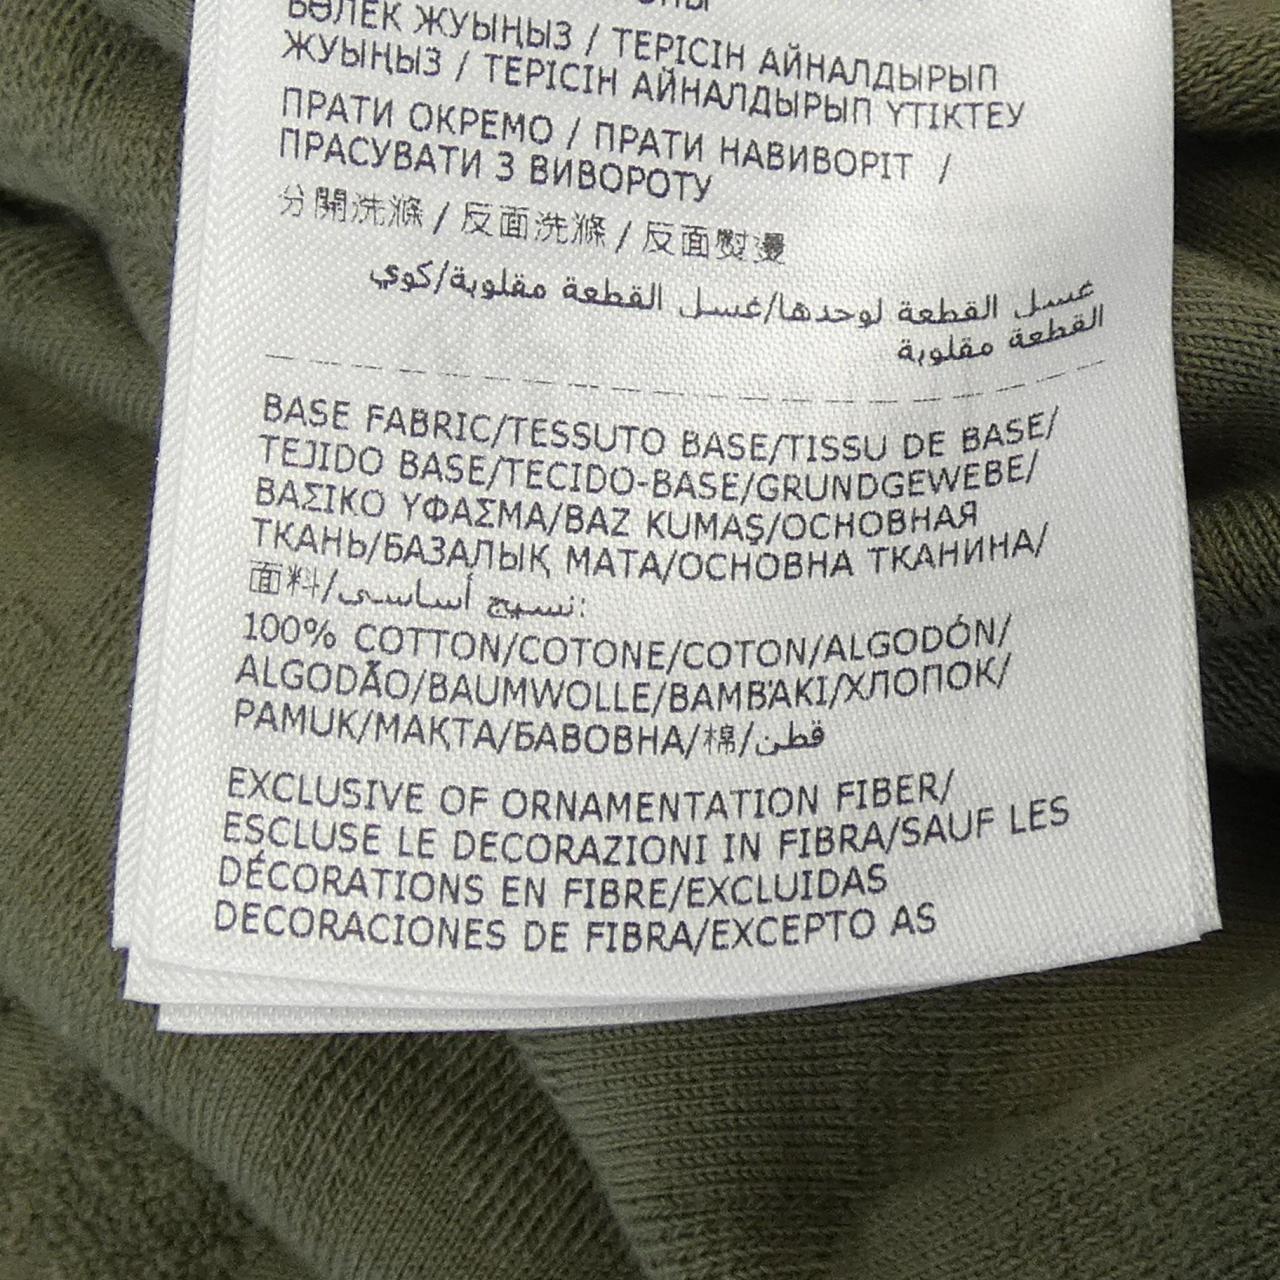 БӨЛЕК ЖУЫҢЫЗ / ТЕРІСІН АЙНАЛДЫРЫП
ЖУЫҢЫЗ / ТЕРІСІН АЙНАЛДЫРЫП ҮТІКТЕУ
ПРАТИ ОКРЕМО / ПРАТИ НАВИВОРІТ /
ПРАСУВАТИ З ВИВОРОТУ
分開洗滌 / 反面洗滌 / 反面熨燙
غسل القطعة لوحدها/غسل القطعة مقلوبة/كوي
القطعة مقلوبة
BASE FABRIC/TESSUTO BASE/TISSU DE BASE/
TEJIDO BASE/TECIDO-BASE/GRUNDGEWEBE/
ΒΑΣΙΚΟ ΥΦΑΣΜΑ/BAZ KUMAŞ/ОСНОВНАЯ
ТКАНЬ/БАЗАЛЫҚ МАТА/ОСНОВНА ТКАНИНА/
面料/نسيج أساسي:
100% COTTON/COTONE/COTON/ALGODÓN/
ALGODÃO/BAUMWOLLE/ΒΑΜΒΆΚΙ/ХЛОПОК/
PAMUK/МАҚТА/БАВОВНА/棉/قطن
EXCLUSIVE OF ORNAMENTATION FIBER/
ESCLUSE LE DECORAZIONI IN FIBRA/SAUF LES
DÉCORATIONS EN FIBRE/EXCLUIDAS
DECORACIONES DE FIBRA/EXCEPTO AS